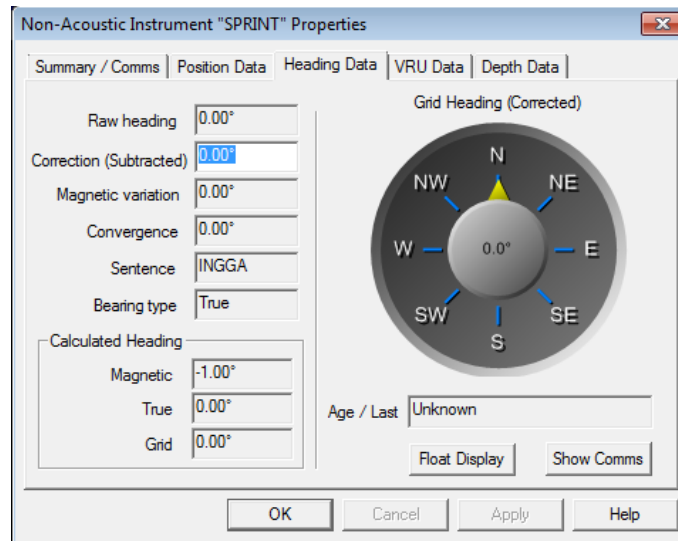 Non-Acoustic Instrument "SPRINT" Properties
Summary / Comms Position Data Heading Data VRU Data Depth Data
Raw heading 0.00°
Correction (Subtracted) 0.00°
Magnetic variation 0.00°
Convergence 0.00°
Sentence INGGA
Bearing type True
Calculated Heading
Magnetic -1.00°
True 0.00°
Grid 0.00°
Grid Heading (Corrected)
N
NW NE
W 0.0° E
SW SE
S
Age / Last Unknown
Float Display Show Comms
OK Cancel Apply Help